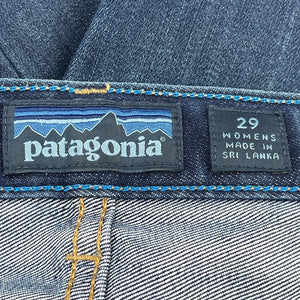 patagonia
29
WOMENS
MADE IN
SRI LANKA